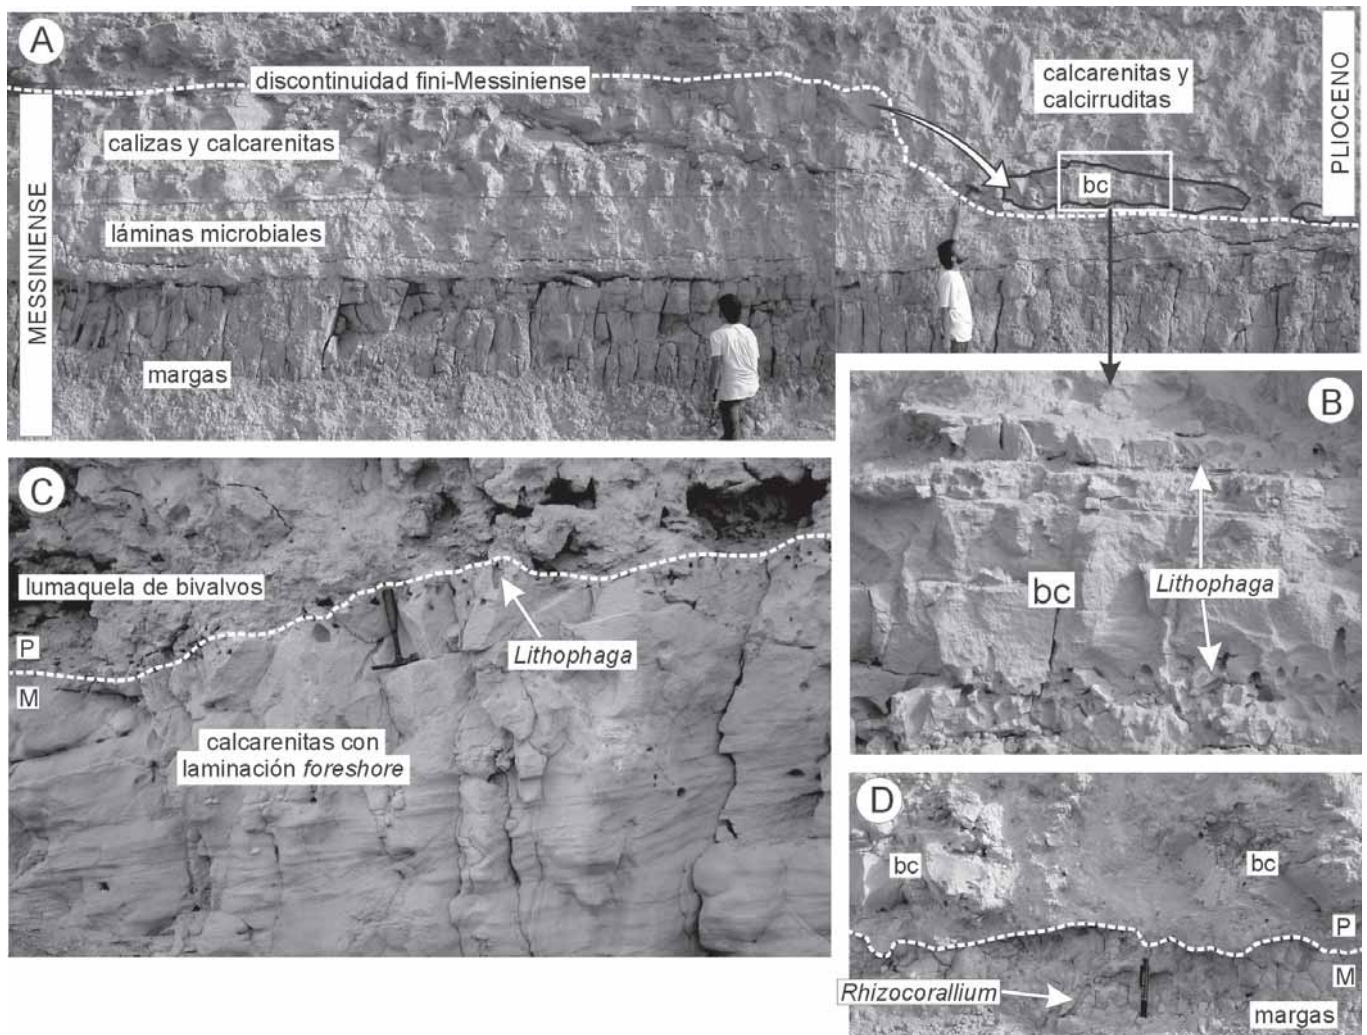 A
discontinuidad fini-Messiniense
calcarenitas y
calcirruditas
PLIOCENO
MESSINIENSE
calizas y calcarenitas
bc
láminas microbiales
margas
B
Lithophaga
bc
C
lumaquela de bivalvos
P
M
Lithophaga
calcarenitas con
laminación foreshore
D
bc
bc
P
M
Rhizocorallium
margas